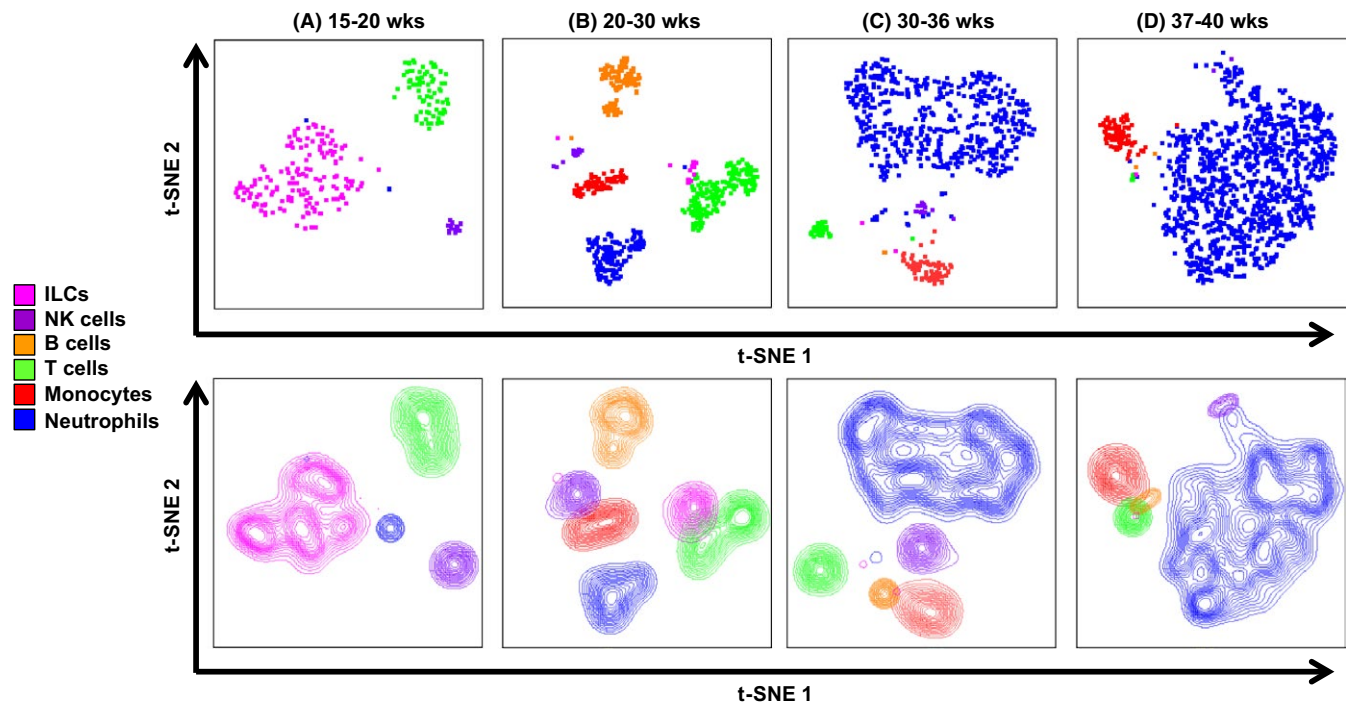 (A) 15-20 wks
(B) 20-30 wks
(C) 30-36 wks
(D) 37-40 wks
t-SNE 2
t-SNE 1
ILCs
NK cells
B cells
T cells
Monocytes
Neutrophils
t-SNE 2
t-SNE 1